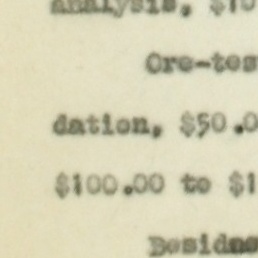 analysis, $10
Ore-tes
dation, $50.0
$100.00 to $1
Besides